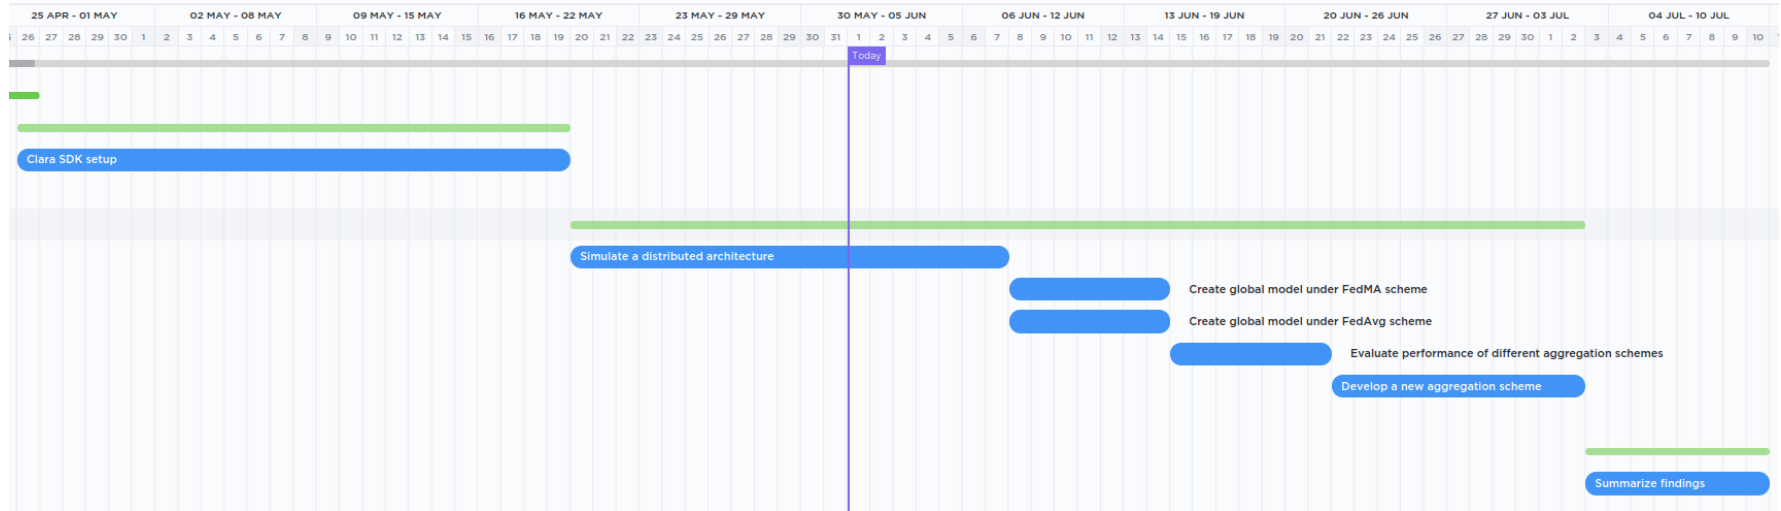 25 APR - 01 MAY 02 MAY - 08 MAY 09 MAY - 15 MAY 16 MAY - 22 MAY 23 MAY - 29 MAY 30 MAY - 05 JUN 06 JUN - 12 JUN 13 JUN - 19 JUN 20 JUN - 26 JUN 27 JUN - 03 JUL 04 JUL - 10 JUL
26 27 28 29 30 1 2 3 4 5 6 7 8 9 10 11 12 13 14 15 16 17 18 19 20 21 22 23 24 25 26 27 28 29 30 31 1 2 3 4 5 6 7 8 9 10 11 12 13 14 15 16 17 18 19 20 21 22 23 24 25 26 27 28 29 30 1 2 3 4 5 6 7 8 9 10
Today
Clara SDK setup
Simulate a distributed architecture
Create global model under FedMA scheme
Create global model under FedAvg scheme
Evaluate performance of different aggregation schemes
Develop a new aggregation scheme
Summarize findings